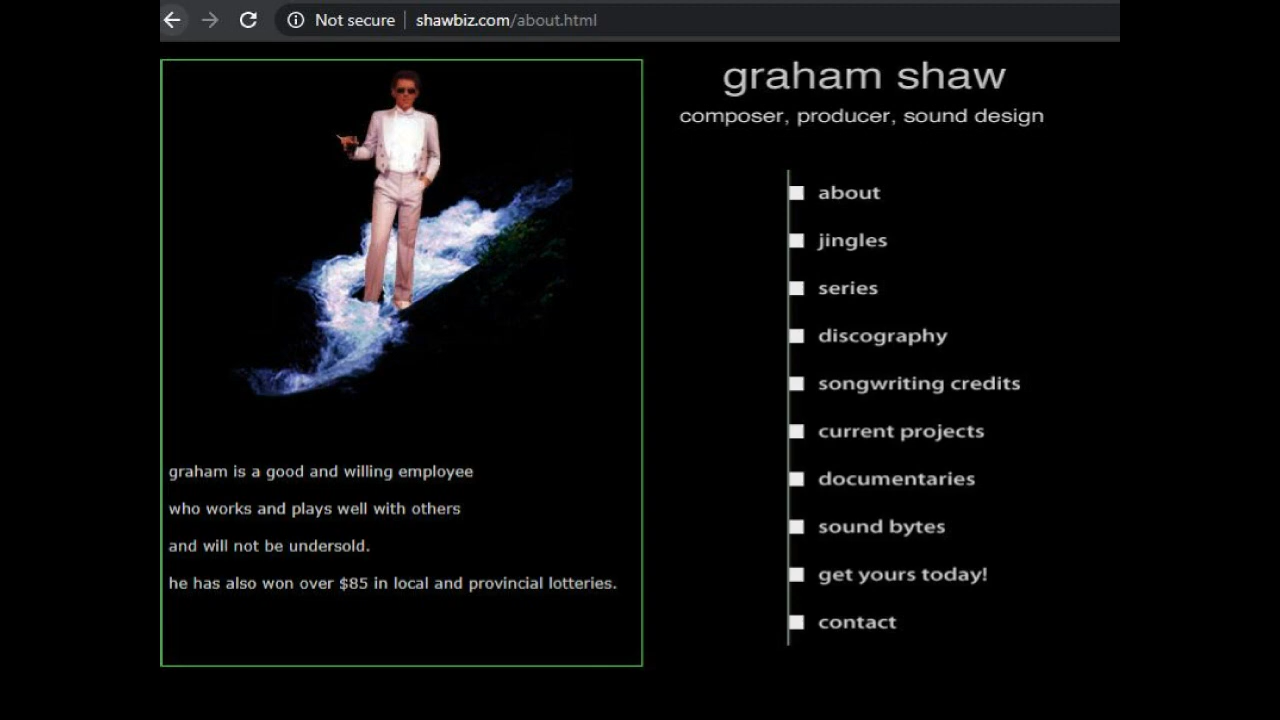 Not secure | shawbiz.com/about.html
graham shaw
composer, producer, sound design
about
jingles
series
discography
songwriting credits
current projects
documentaries
sound bytes
get yours today!
contact
graham is a good and willing employee
who works and plays well with others
and will not be undersold.
he has also won over $85 in local and provincial lotteries.